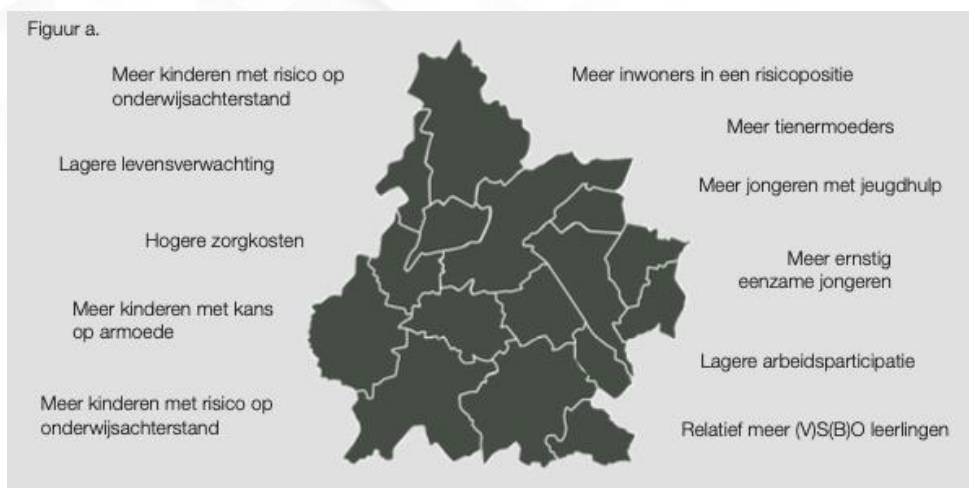 Figuur a.
Meer kinderen met risico op
onderwijsachterstand
Lagere levensverwachting
Hogere zorgkosten
Meer kinderen met kans
op armoede
Meer kinderen met risico op
onderwijsachterstand
Meer inwoners in een risicopositie
Meer tienermoeders
Meer jongeren met jeugdhulp
Meer ernstig
eenzame jongeren
Lagere arbeidsparticipatie
Relatief meer (V)S(B)O leerlingen